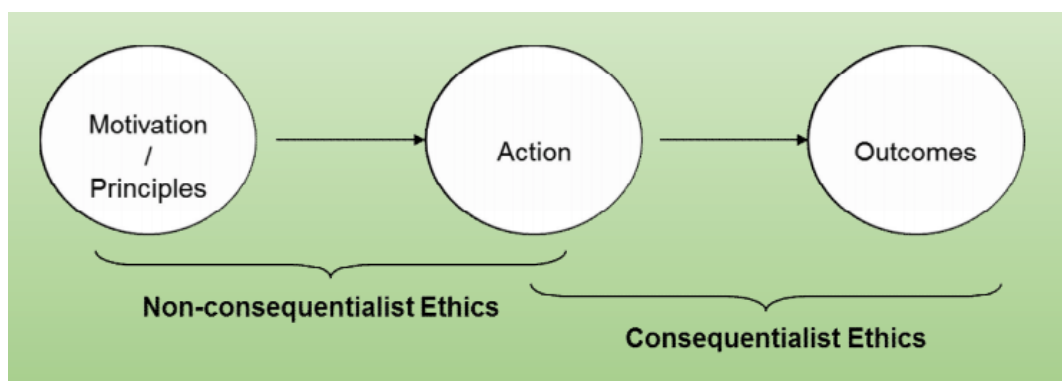 Motivation
/
Principles
Action
Outcomes
Non-consequentialist Ethics
Consequentialist Ethics